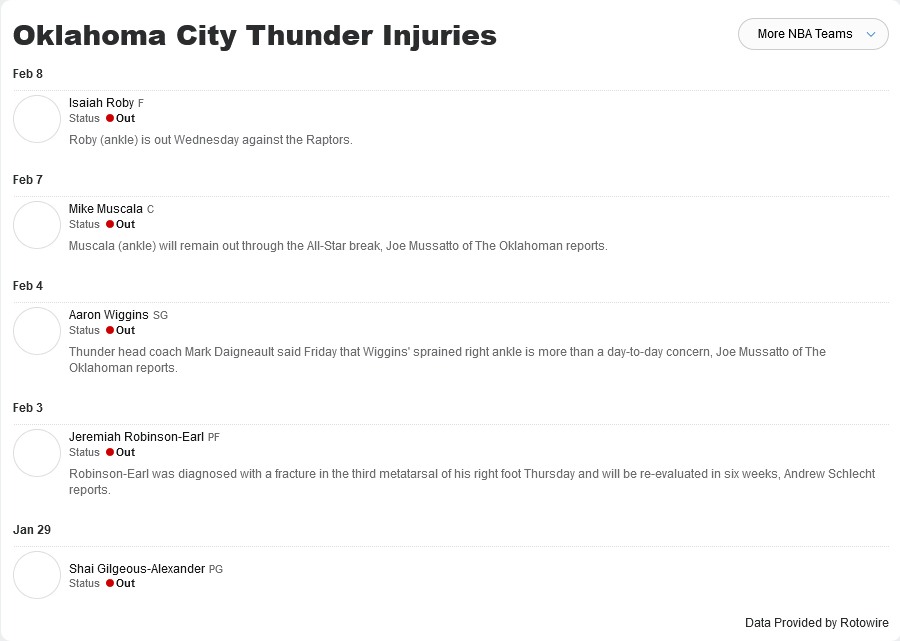 Oklahoma City Thunder Injuries
More NBA Teams
Feb 8
Isaiah Roby F
Status Out
Roby (ankle) is out Wednesday against the Raptors.
Feb 7
Mike Muscala C
Status Out
Muscala (ankle) will remain out through the All-Star break, Joe Mussatto of The Oklahoman reports.
Feb 4
Aaron Wiggins SG
Status Out
Thunder head coach Mark Daigneault said Friday that Wiggins' sprained right ankle is more than a day-to-day concern, Joe Mussatto of The
Oklahoman reports.
Feb 3
Jeremiah Robinson-Earl PF
Status Out
Robinson-Earl was diagnosed with a fracture in the third metatarsal of his right foot Thursday and will be re-evaluated in six weeks, Andrew Schlecht
reports.
Jan 29
Shai Gilgeous-Alexander PG
Status Out
Data Provided by Rotowire